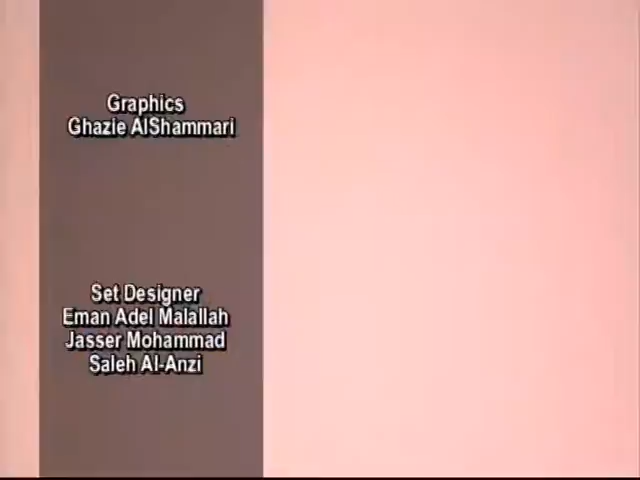 Graphics
Ghazie AlShammari
Set Designer
Eman Adel Malallah
Jasser Mohammad
Saleh Al-Anzi